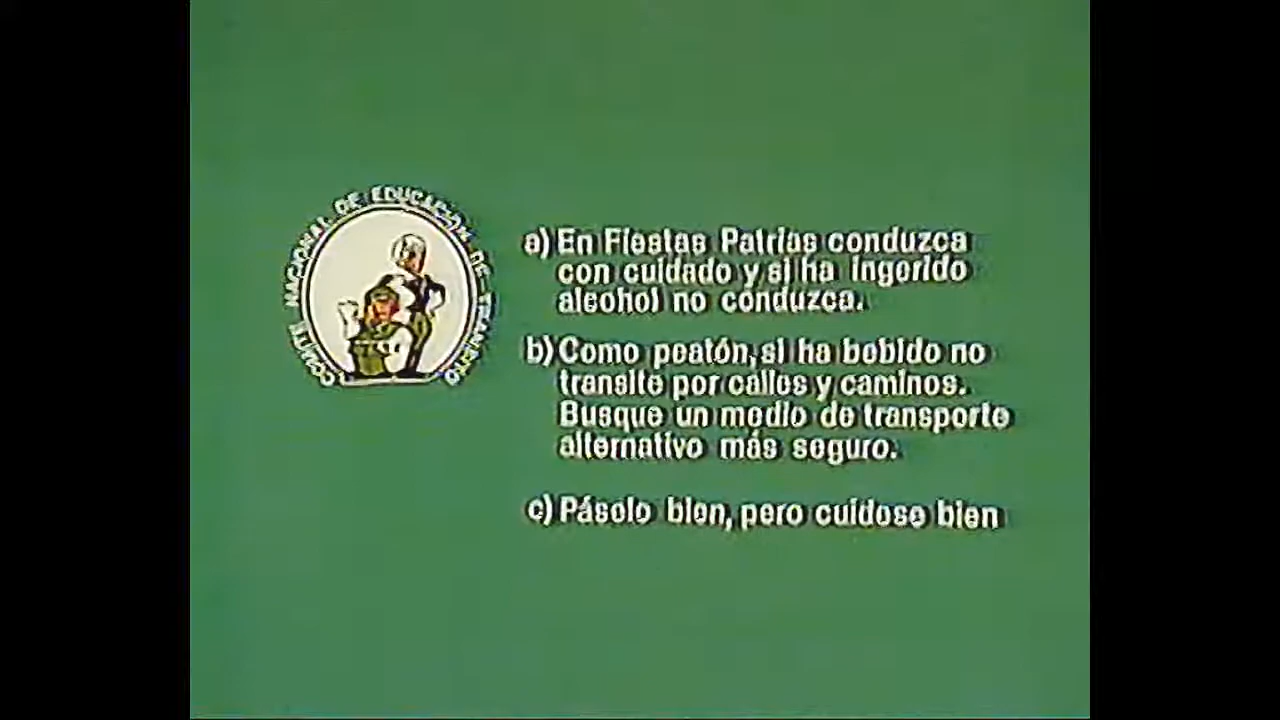 COMITE NACIONAL DE EDUCACION DE TRANSITO
a) En Fiestas Patrias conduzca
con cuidado y si ha ingerido
alcohol no conduzca.
b) Como peatón, si ha bebido no
transite por calles y caminos.
Busque un medio de transporte
alternativo más seguro.
c) Páselo bien, pero cuidese bien